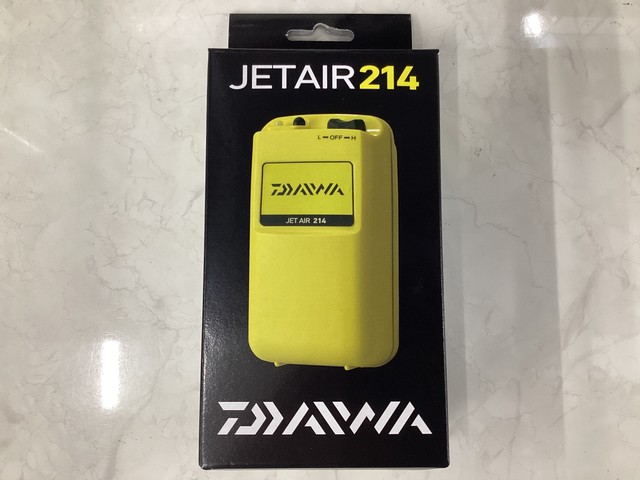 JETAIR214
L – OFF – H
DAIWA
JET AIR 214
DAIWA